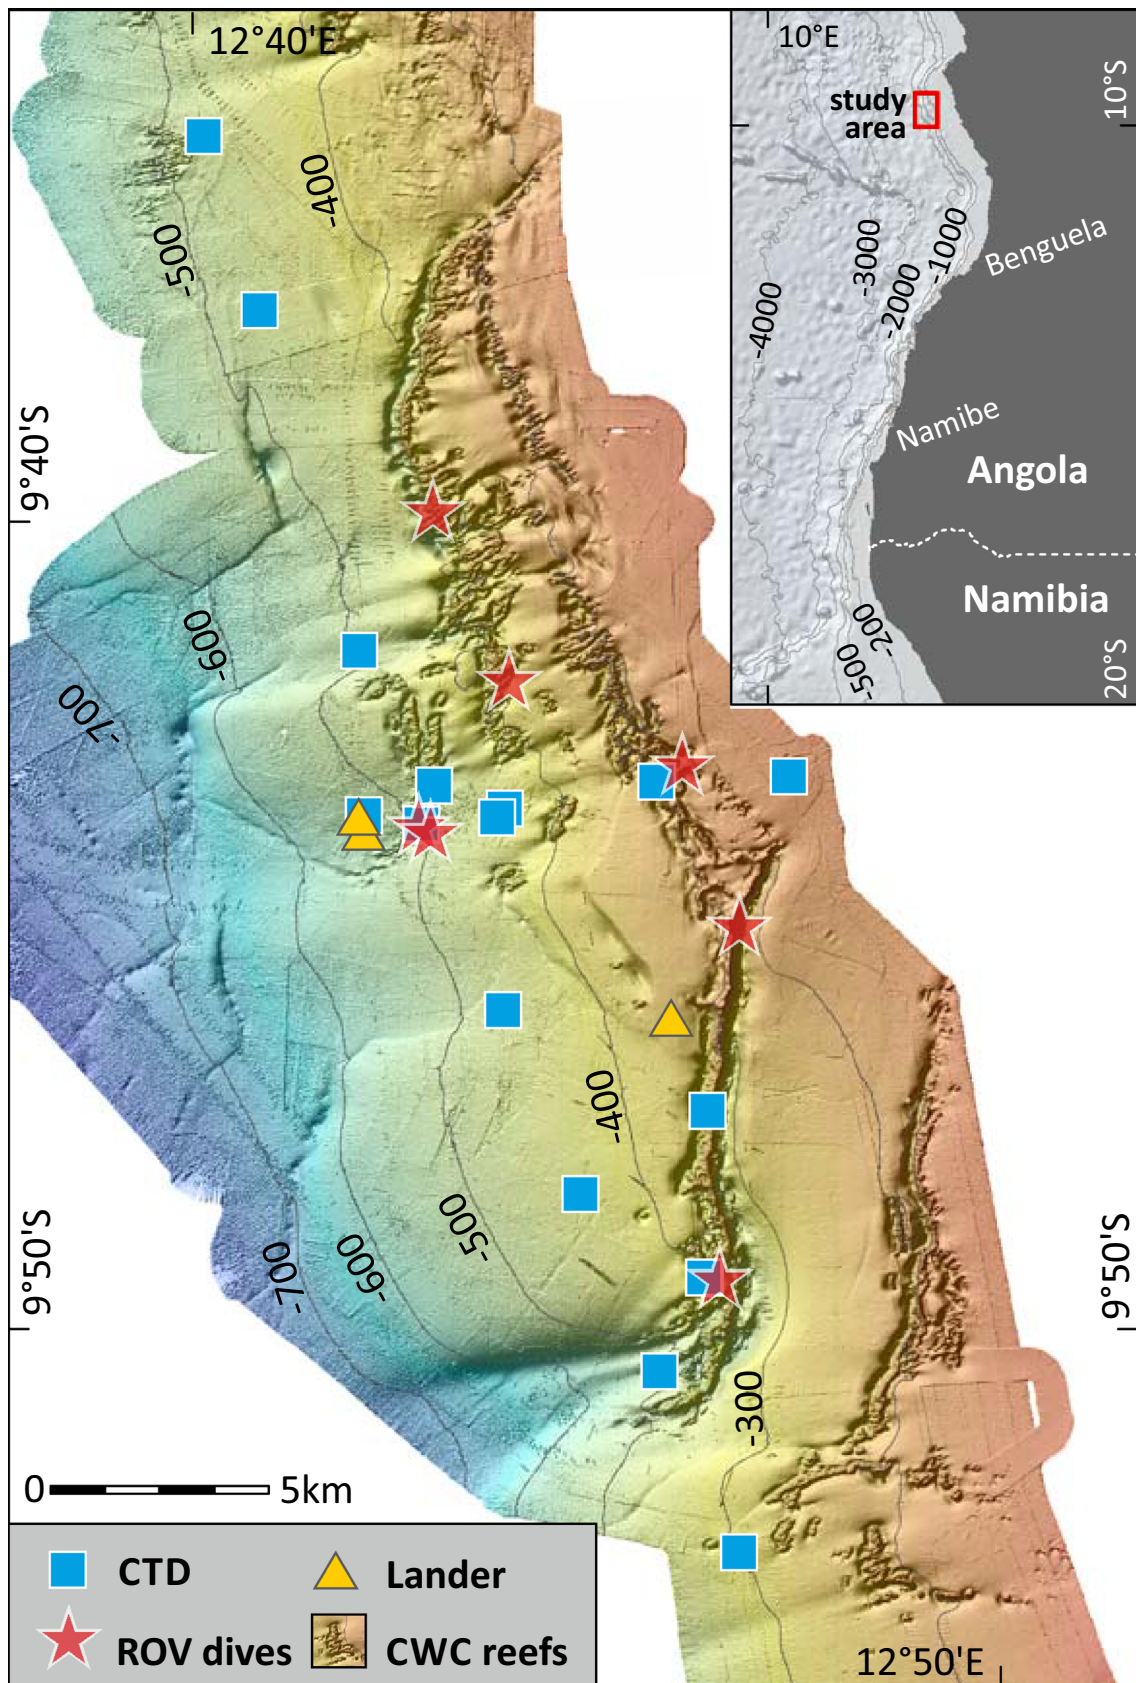 12°40'E
10°E
10°S
study
area
-400
-500
-1000
-3000
-2000
-4000
Benguela
Namibe
Angola
Namibia
-200
-500
20°S
9°40'S
-600
-700
-400
-500
-600
-700
9°50'S
9°50'S
-300
0 5km
CTD
Lander
ROV dives
CWC reefs
12°50'E